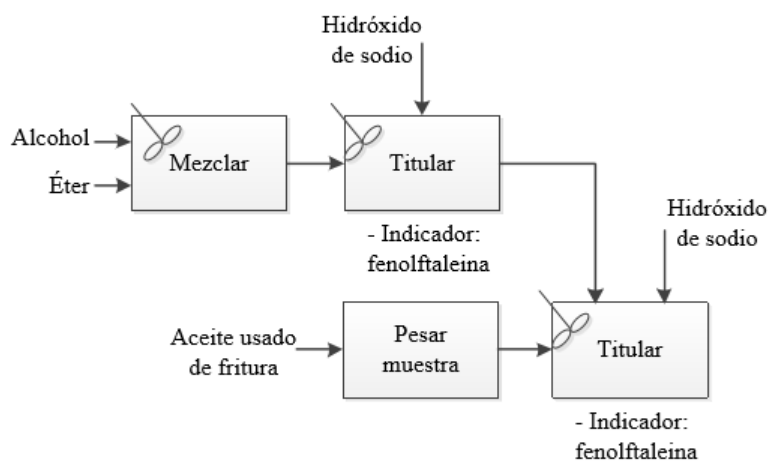 Hidróxido
de sodio
Alcohol
Éter
Mezclar
Titular
- Indicador:
fenolftaleina
Hidróxido
de sodio
Aceite usado
de fritura
Pesar
muestra
Titular
- Indicador:
fenolftaleina